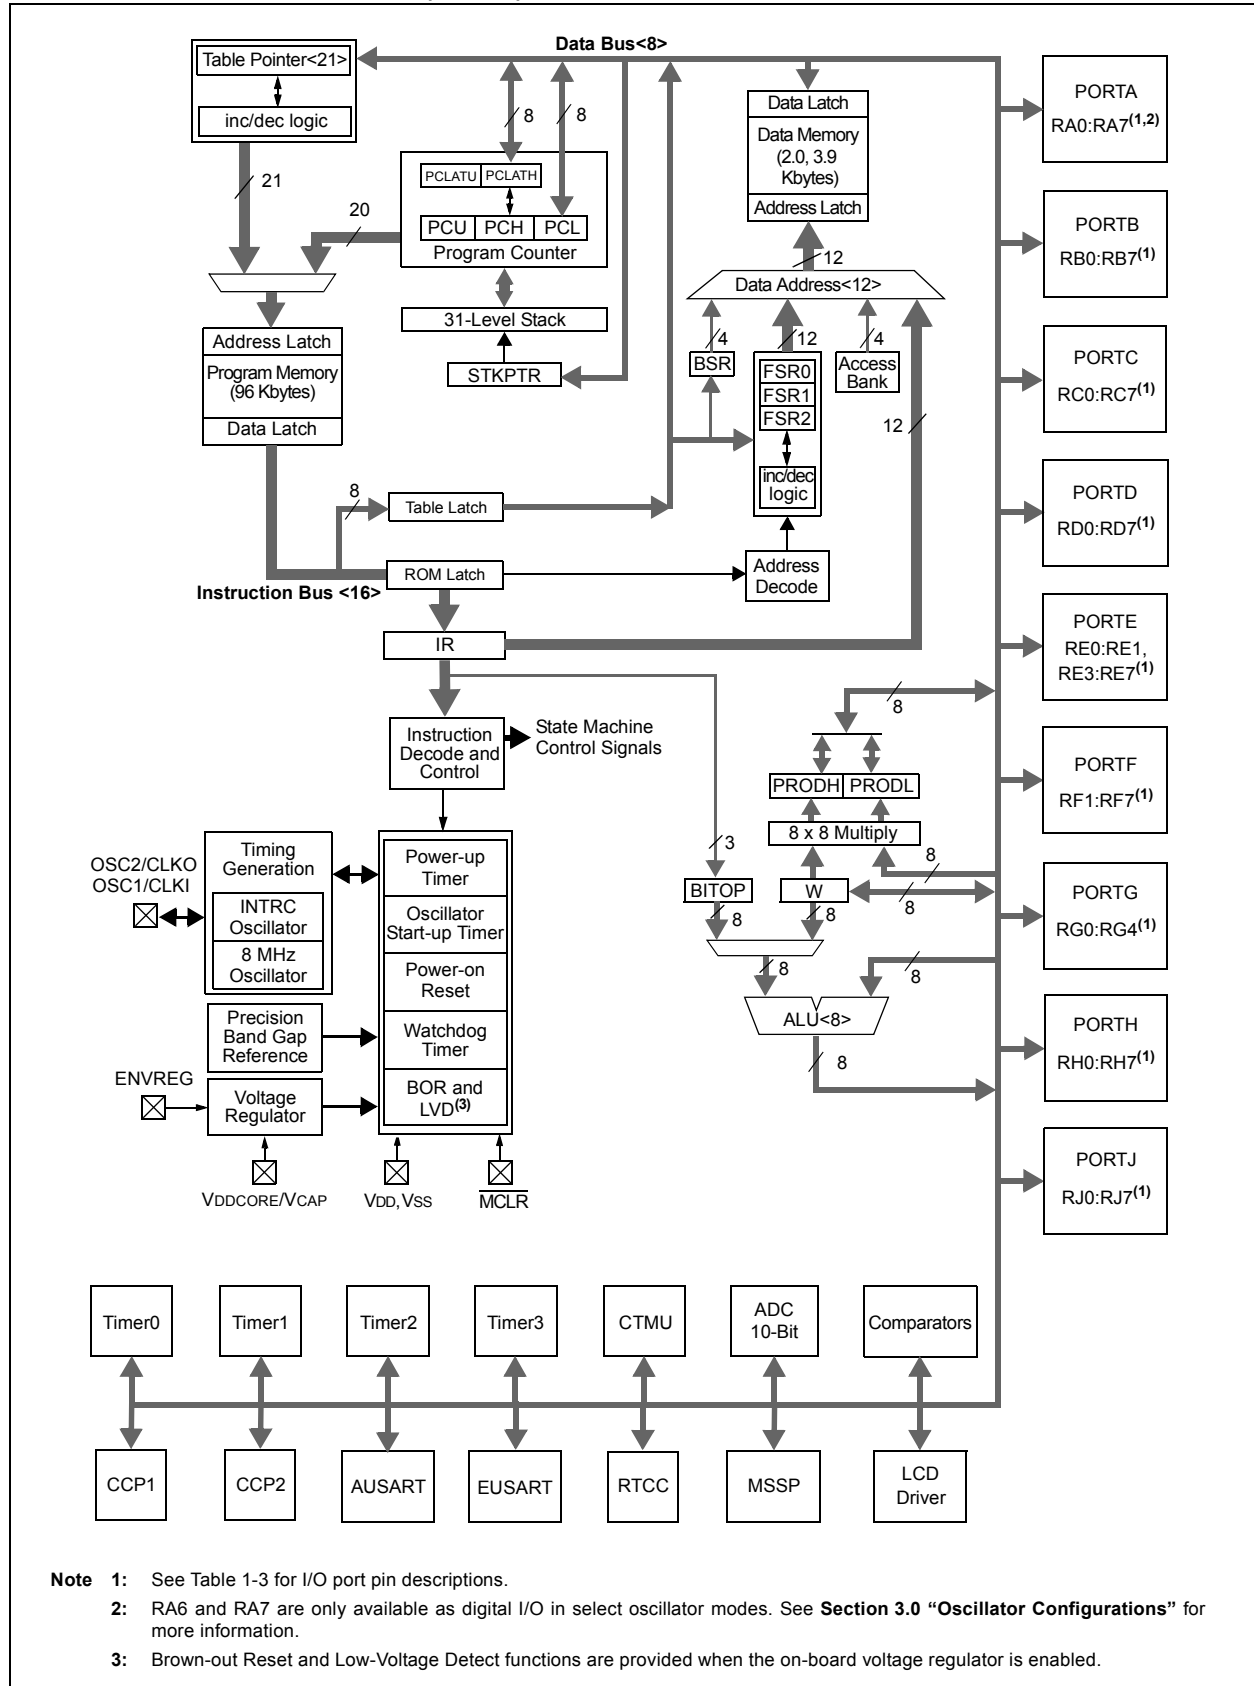 Data Bus<8>
Table Pointer<21>
inc/dec logic
21
8
8
PCLATU PCLATH
20
PCU PCH PCL
Program Counter
31-Level Stack
STKPTR
Data Latch
Data Memory
(2.0, 3.9
Kbytes)
Address Latch
12
Data Address<12>
4
12
4
BSR
FSR0
FSR1
FSR2
inc/dec
logic
Access
Bank
12
Address Latch
Program Memory
(96 Kbytes)
Data Latch
8
Table Latch
ROM Latch
Instruction Bus <16>
Address
Decode
IR
Instruction
Decode and
Control
State Machine
Control Signals
8
PRODH PRODL
8 x 8 Multiply
3
8
BITOP
W
8
8
8
8
8
ALU<8>
8
OSC2/CLKO
OSC1/CLKI
Timing
Generation
INTRC
Oscillator
8 MHz
Oscillator
Precision
Band Gap
Reference
ENVREG
Voltage
Regulator
Power-up
Timer
Oscillator
Start-up Timer
Power-on
Reset
Watchdog
Timer
BOR and
LVD(3)
VDDCORE/VCAP
VDD, VSS
MCLR
PORTA
RA0:RA7(1,2)
PORTB
RB0:RB7(1)
PORTC
RC0:RC7(1)
PORTD
RD0:RD7(1)
PORTE
RE0:RE1,
RE3:RE7(1)
PORTF
RF1:RF7(1)
PORTG
RG0:RG4(1)
PORTH
RH0:RH7(1)
PORTJ
RJ0:RJ7(1)
Timer0
Timer1
Timer2
Timer3
CTMU
ADC
10-Bit
Comparators
CCP1
CCP2
AUSART
EUSART
RTCC
MSSP
LCD
Driver
Note 1: See Table 1-3 for I/O port pin descriptions.
2: RA6 and RA7 are only available as digital I/O in select oscillator modes. See Section 3.0 “Oscillator Configurations” for
more information.
3: Brown-out Reset and Low-Voltage Detect functions are provided when the on-board voltage regulator is enabled.